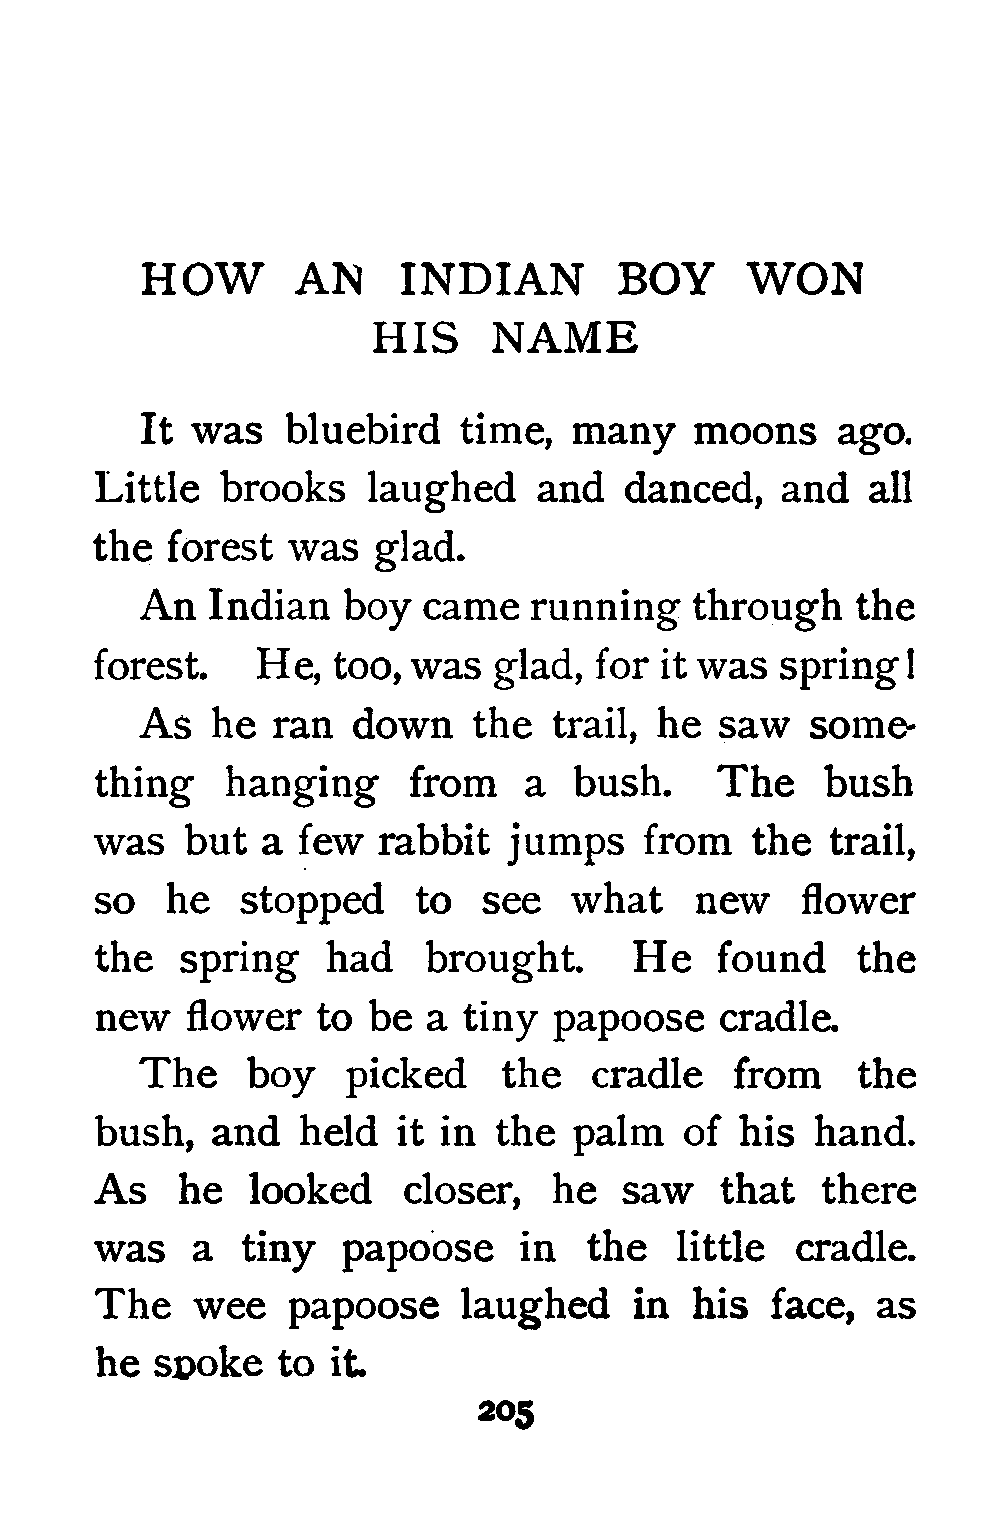 HOW AN INDIAN BOY WON
HIS NAME
It was bluebird time, many moons ago.
Little brooks laughed and danced, and all
the forest was glad.
An Indian boy came running through the
forest. He, too, was glad, for it was spring!
As he ran down the trail, he saw some-
thing hanging from a bush. The bush
was but a few rabbit jumps from the trail,
so he stopped to see what new flower
the spring had brought. He found the
new flower to be a tiny papoose cradle.
The boy picked the cradle from the
bush, and held it in the palm of his hand.
As he looked closer, he saw that there
was a tiny papoose in the little cradle.
The wee papoose laughed in his face, as
he spoke to it.
205